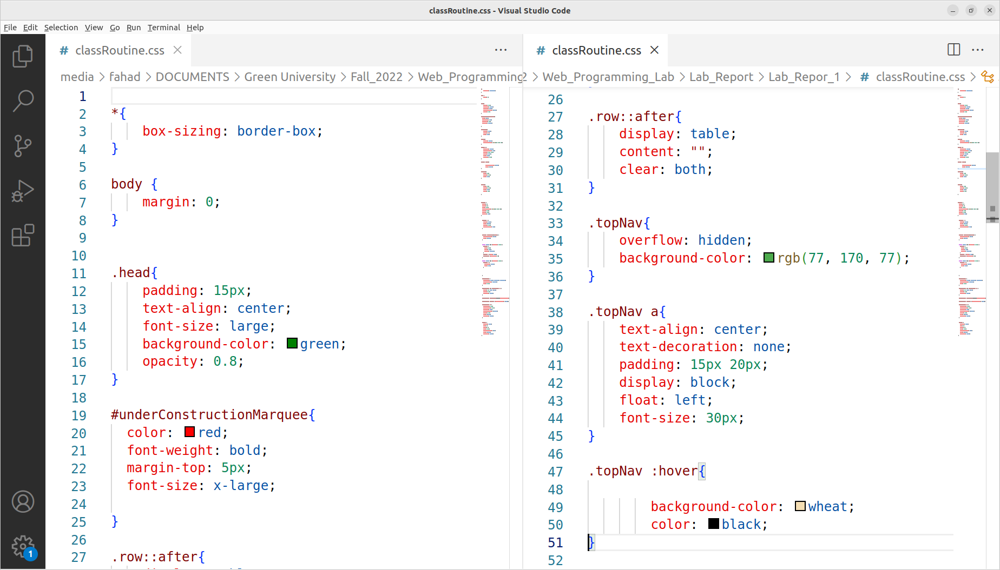 classRoutine.css - Visual Studio Code
File Edit Selection View Go Run Terminal Help
# classRoutine.css
media > fahad > DOCUMENTS > Green University > Fall_2022 > Web_Programming
1
2 *{
3 box-sizing: border-box;
4 }
5
6 body {
7 margin: 0;
8 }
9
10
11 .head{
12 padding: 15px;
13 text-align: center;
14 font-size: large;
15 background-color: green;
16 opacity: 0.8;
17 }
18
19 #underConstructionMarquee{
20 color: red;
21 font-weight: bold;
22 margin-top: 5px;
23 font-size: x-large;
24
25 }
26
27 .row::after{
# classRoutine.css
2 > Web_Programming_Lab > Lab_Report > Lab_Repor_1 > # classRoutine.css >
26
27 .row::after{
28 display: table;
29 content: "";
30 clear: both;
31 }
32
33 .topNav{
34 overflow: hidden;
35 background-color: rgb(77, 170, 77);
36 }
37
38 .topNav a{
39 text-align: center;
40 text-decoration: none;
41 padding: 15px 20px;
42 display: block;
43 float: left;
44 font-size: 30px;
45 }
46
47 .topNav :hover{
48
49 background-color: wheat;
50 color: black;
51 }
52
1